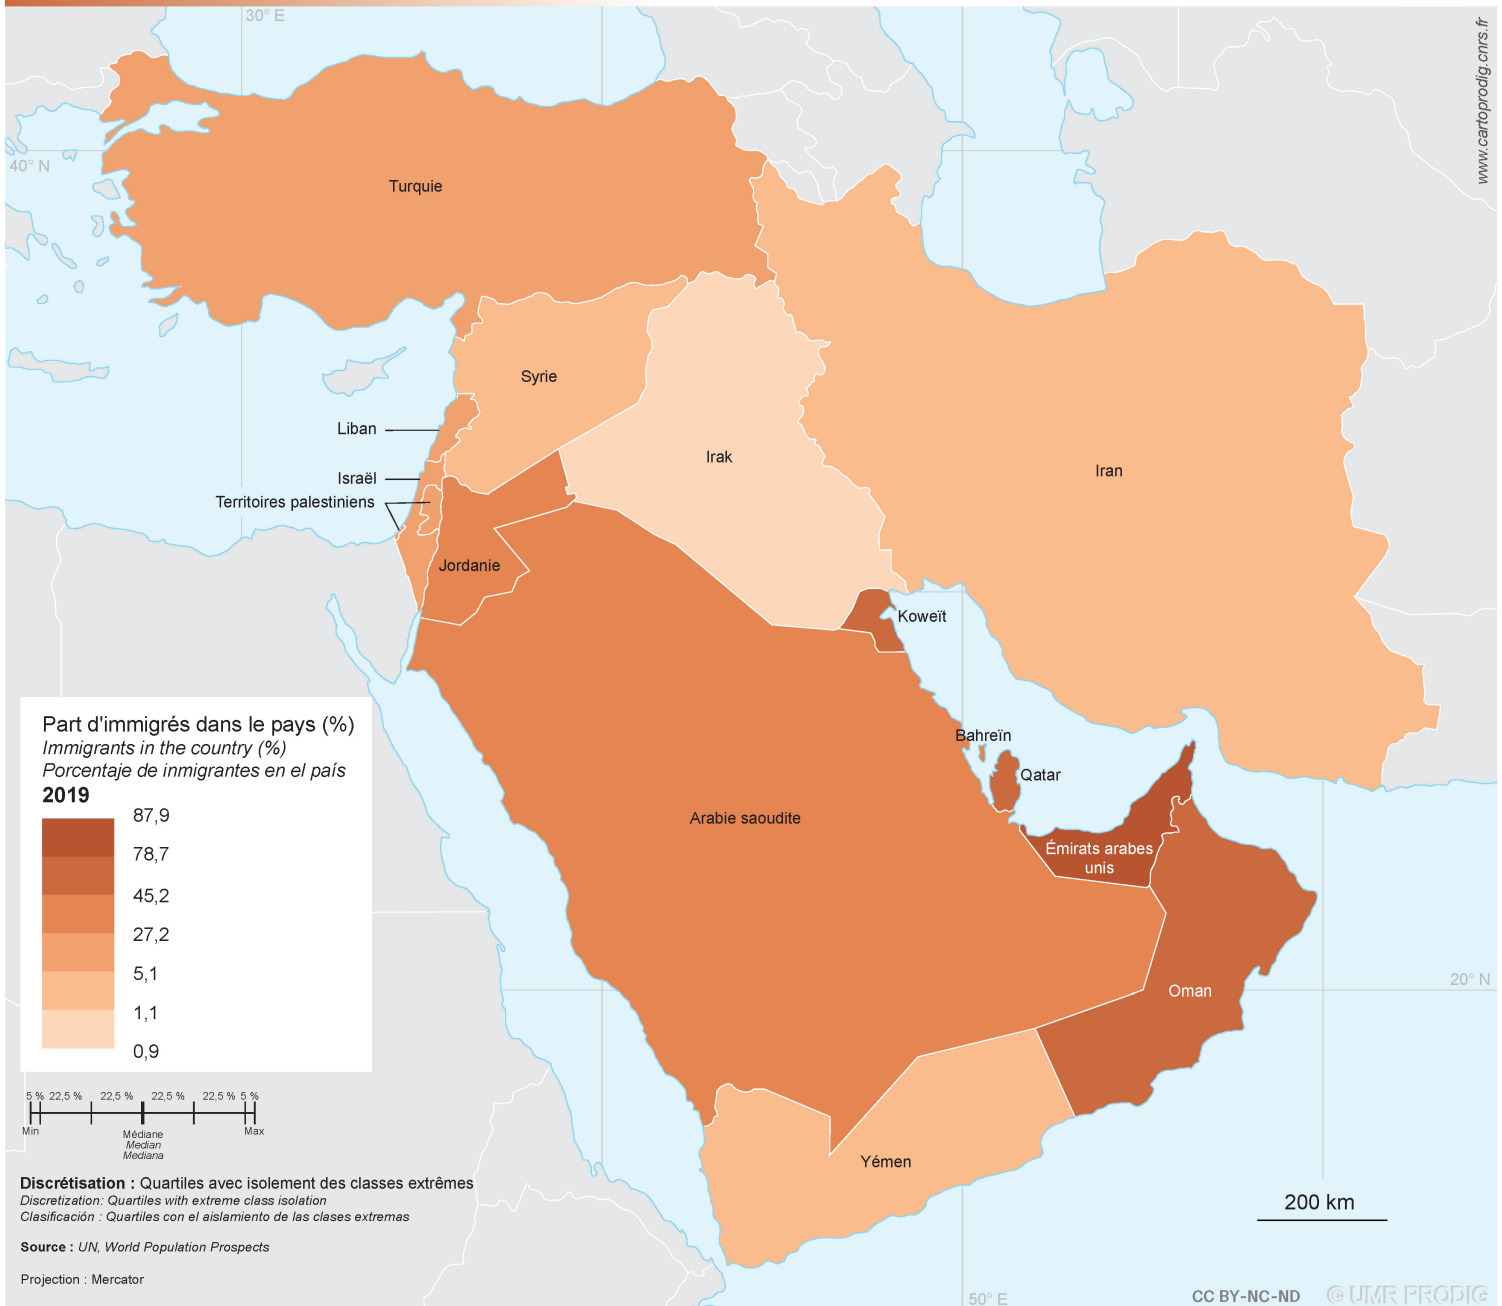 30° E
www.cartoprodig.cnrs.fr
40° N
Turquie
Syrie
Liban
Irak
Iran
Israël
Territoires palestiniens
Jordanie
Koweït
Bahreïn
Qatar
Arabie saoudite
Émirats arabes
unis
Oman
20° N
Yémen
Part d'immigrés dans le pays (%)
Immigrants in the country (%)
Porcentaje de inmigrantes en el país
2019
87,9
78,7
45,2
27,2
5,1
1,1
0,9
5 % 22,5 % 22,5 % 22,5 % 22,5 % 5 %
Min Max
Médiane
Median
Mediana
Discrétisation : Quartiles avec isolement des classes extrêmes
Discretization: Quartiles with extreme class isolation
Clasificación : Quartiles con el aislamiento de las clases extremas
Source : UN, World Population Prospects
Projection : Mercator
200 km
50° E
CC BY-NC-ND © UMR PRODIG